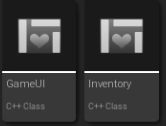 GameUI
C++ Class
Inventory
C++ Class